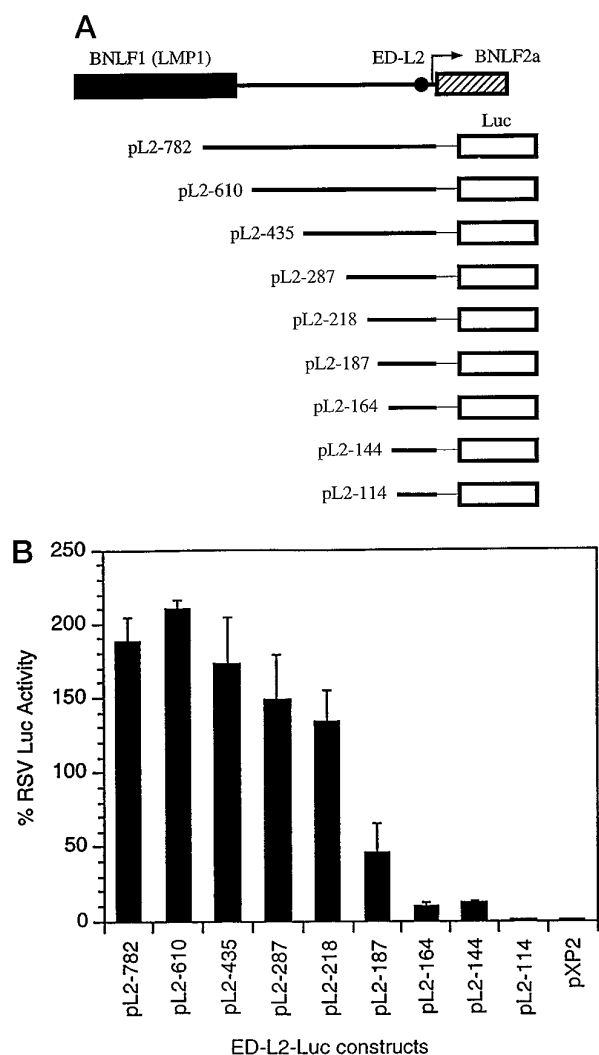 A
BNLF1 (LMP1)
ED-L2
BNLF2a
Luc
pL2-782
pL2-610
pL2-435
pL2-287
pL2-218
pL2-187
pL2-164
pL2-144
pL2-114
B
250
200
150
100
50
0
% RSV Luc Activity
pL2-782
pL2-610
pL2-435
pL2-287
pL2-218
pL2-187
pL2-164
pL2-144
pL2-114
pXP2
ED-L2-Luc constructs